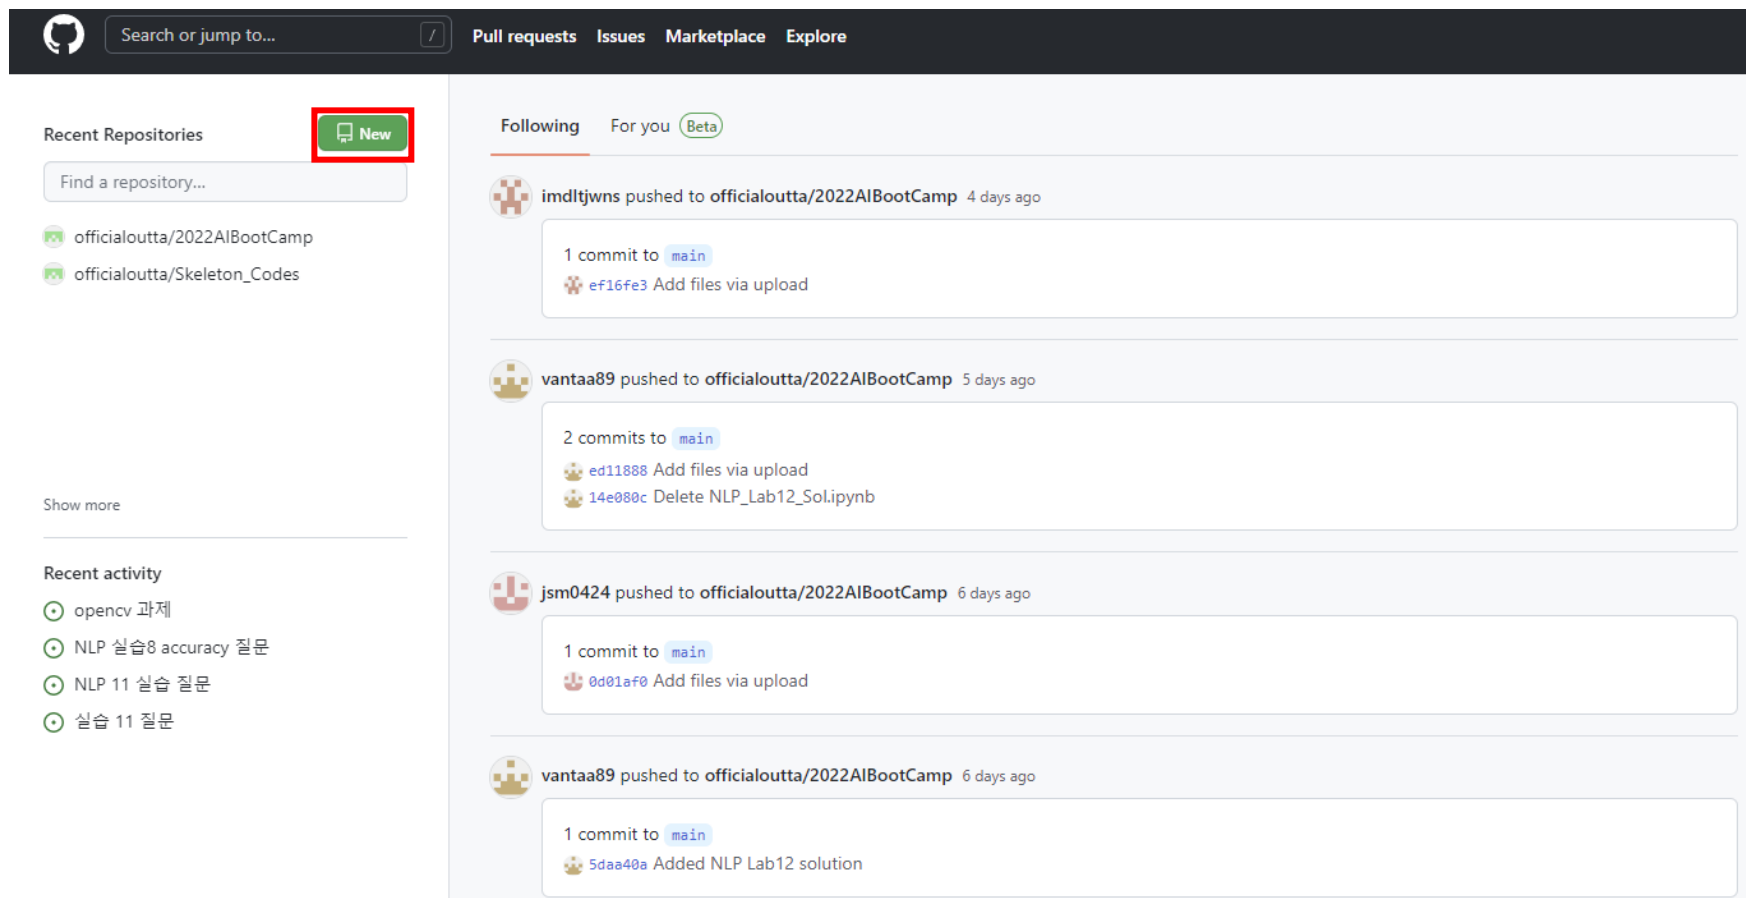 Search or jump to...
/
Pull requests Issues Marketplace Explore
Recent Repositories
New
Find a repository...
officialoutta/2022AIBootCamp
officialoutta/Skeleton_Codes
Show more
Recent activity
opencv 과제
NLP 실습8 accuracy 질문
NLP 11 실습 질문
실습 11 질문
Following For you Beta
imdltjwns pushed to officialoutta/2022AIBootCamp 4 days ago
1 commit to main
ef16fe3 Add files via upload
vantaa89 pushed to officialoutta/2022AIBootCamp 5 days ago
2 commits to main
ed11888 Add files via upload
14e080c Delete NLP_Lab12_Sol.ipynb
jsm0424 pushed to officialoutta/2022AIBootCamp 6 days ago
1 commit to main
0d01af0 Add files via upload
vantaa89 pushed to officialoutta/2022AIBootCamp 6 days ago
1 commit to main
5daa40a Added NLP Lab12 solution